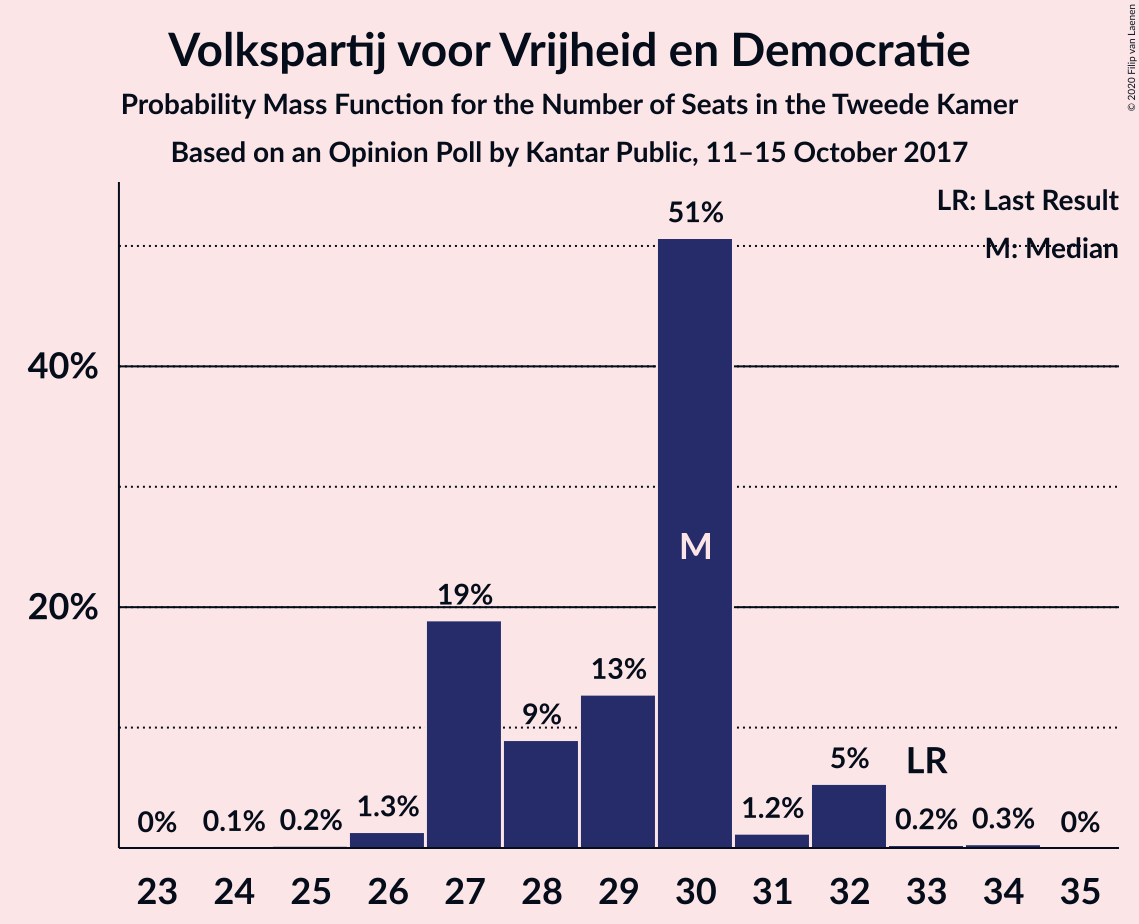 Volkspartij voor Vrijheid en Democratie
Probability Mass Function for the Number of Seats in the Tweede Kamer
Based on an Opinion Poll by Kantar Public, 11–15 October 2017
© 2020 Filip van Laenen
LR: Last Result
M: Median
51%
40%
M
20%
19%
13%
9%
5%
LR
0%
0.1%
0.2%
1.3%
1.2%
0.2%
0.3%
0%
23 24 25 26 27 28 29 30 31 32 33 34 35